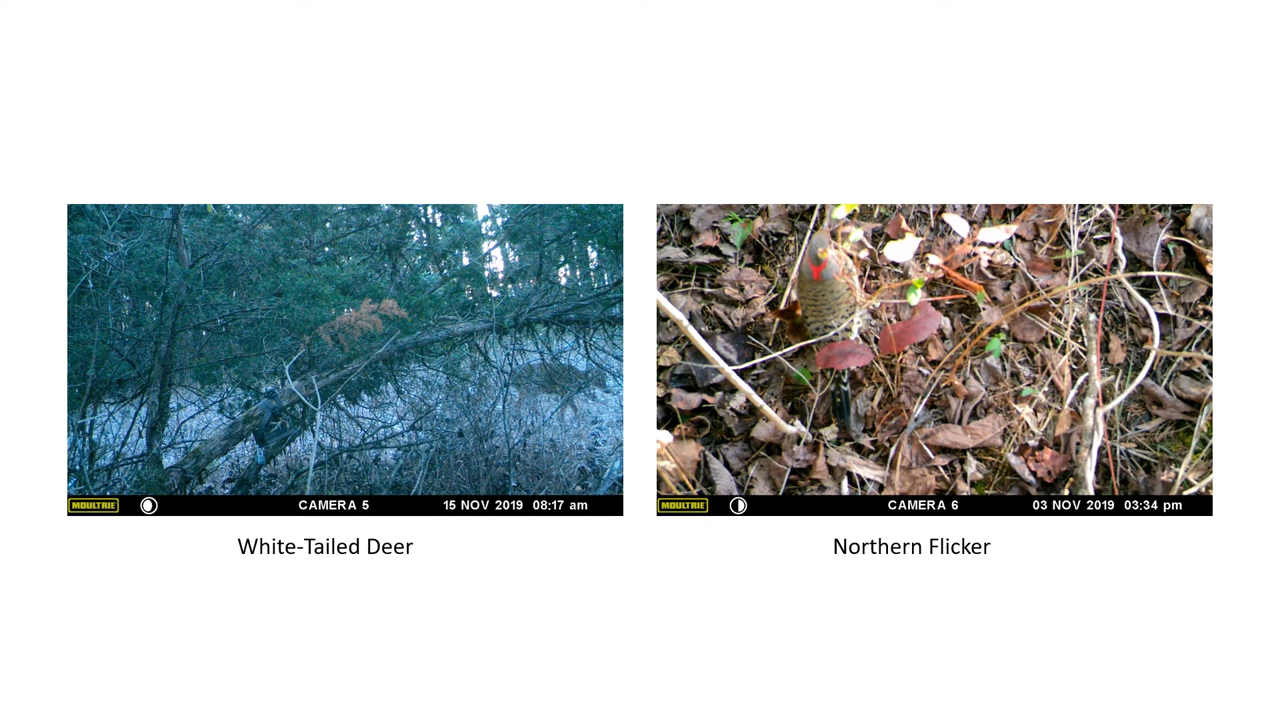 MOULTRIE CAMERA 5 15 NOV 2019 08:17 am
White-Tailed Deer
MOULTRIE CAMERA 6 03 NOV 2019 03:34 pm
Northern Flicker